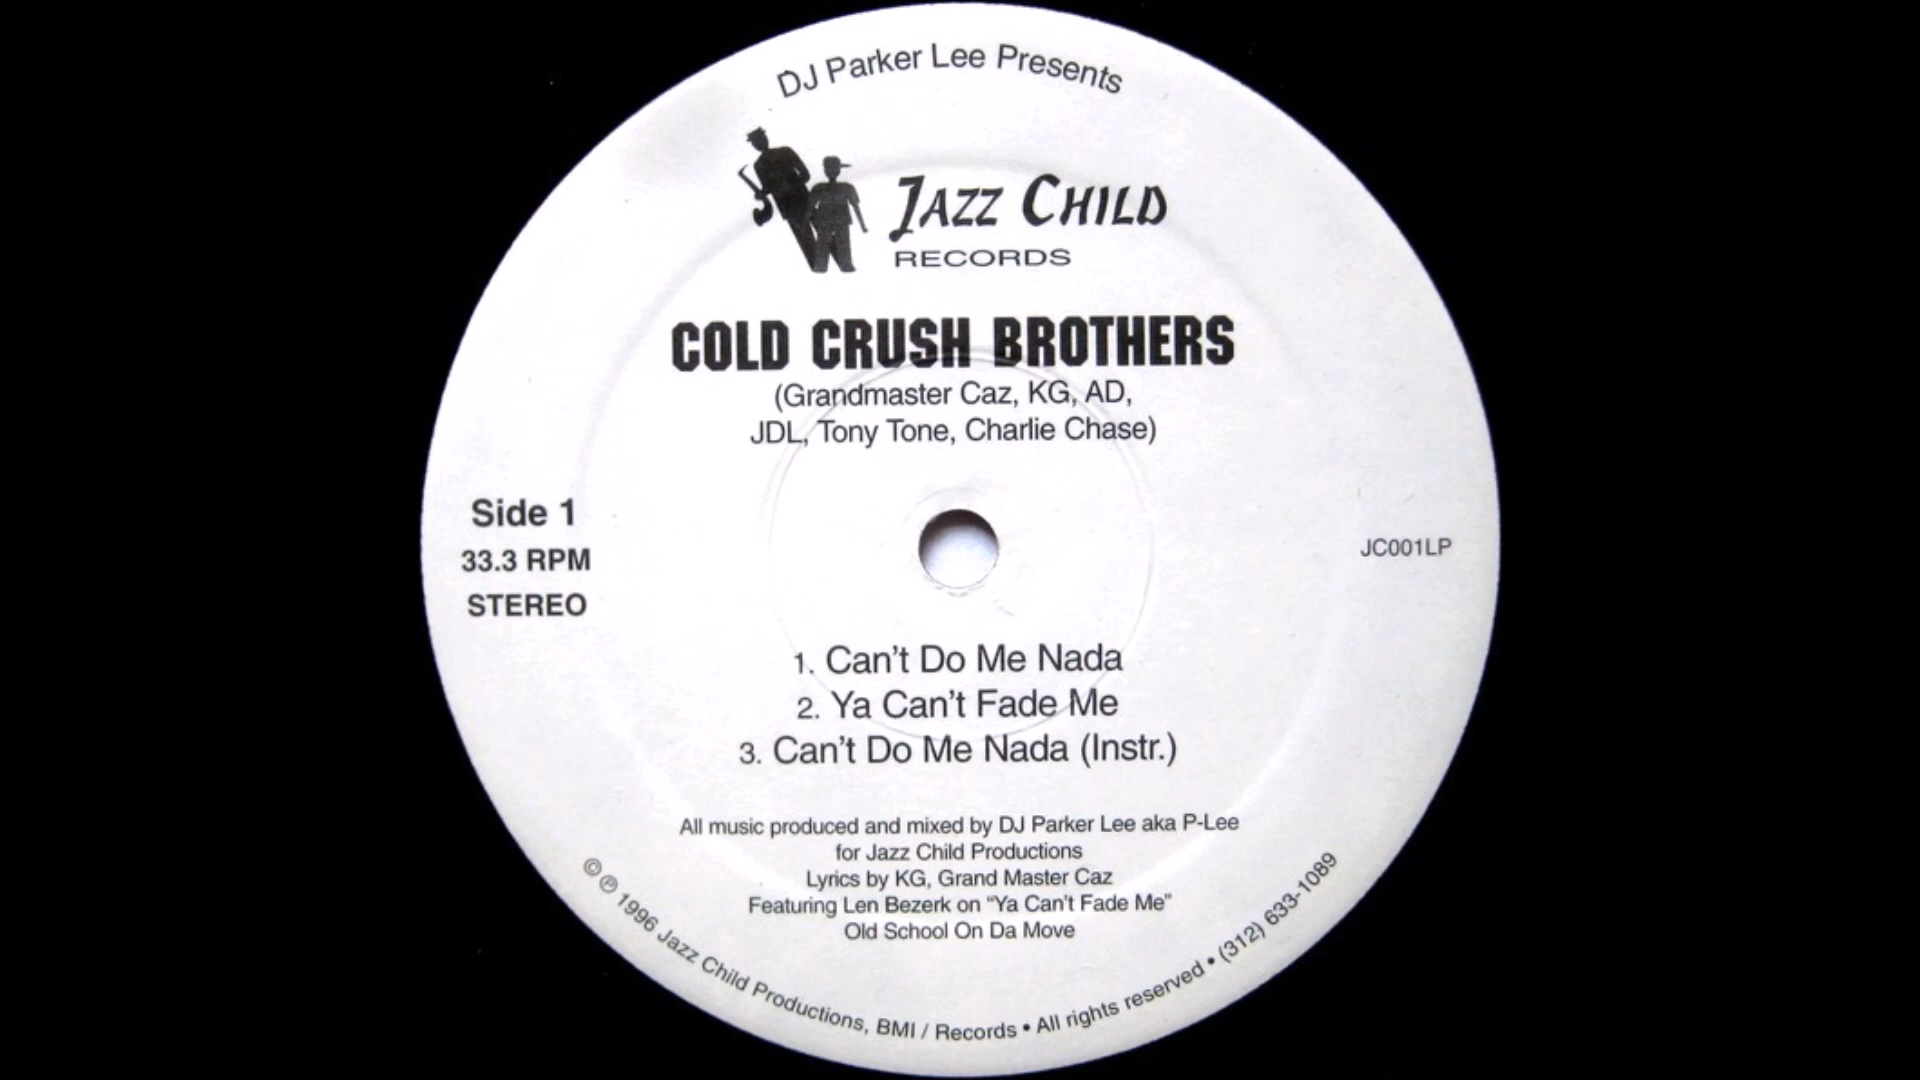 DJ Parker Lee Presents
JAZZ CHILD
RECORDS
COLD CRUSH BROTHERS
(Grandmaster Caz, KG, AD,
JDL, Tony Tone, Charlie Chase)
Side 1
33.3 RPM
STEREO
JC001LP
1. Can't Do Me Nada
2. Ya Can't Fade Me
3. Can't Do Me Nada (Instr.)
All music produced and mixed by DJ Parker Lee aka P-Lee
for Jazz Child Productions
Lyrics by KG, Grand Master Caz
Featuring Len Bezerk on “Ya Can't Fade Me”
Old School On Da Move
© ℗ 1996 Jazz Child Productions, BMI / Records • All rights reserved • (312) 633-1089